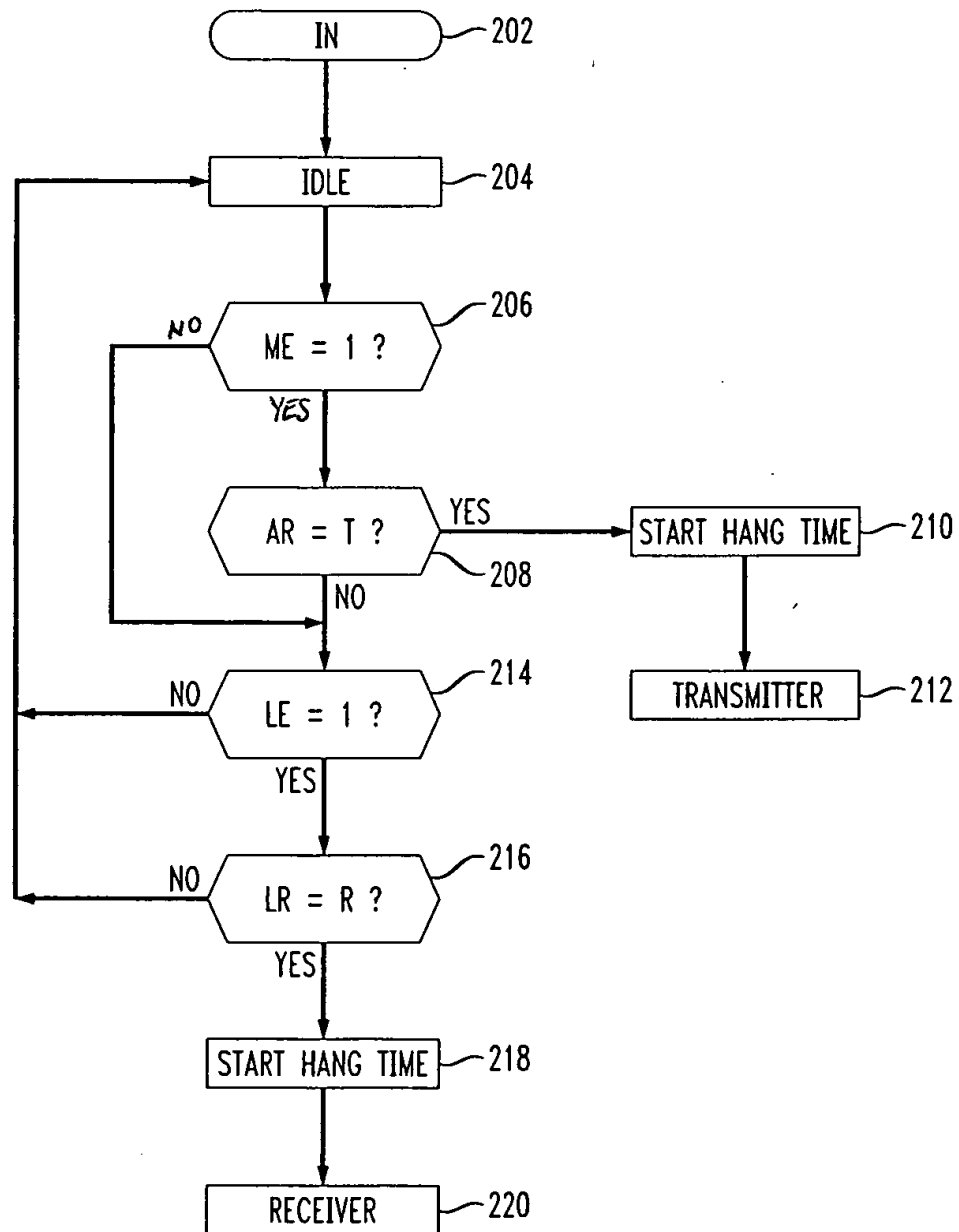 IN 202
IDLE 204
206
NO ME = 1 ?
YES
AR = T ? YES START HANG TIME 210
208
NO
214
NO LE = 1 ? TRANSMITTER 212
YES
216
NO LR = R ?
YES
START HANG TIME 218
RECEIVER 220